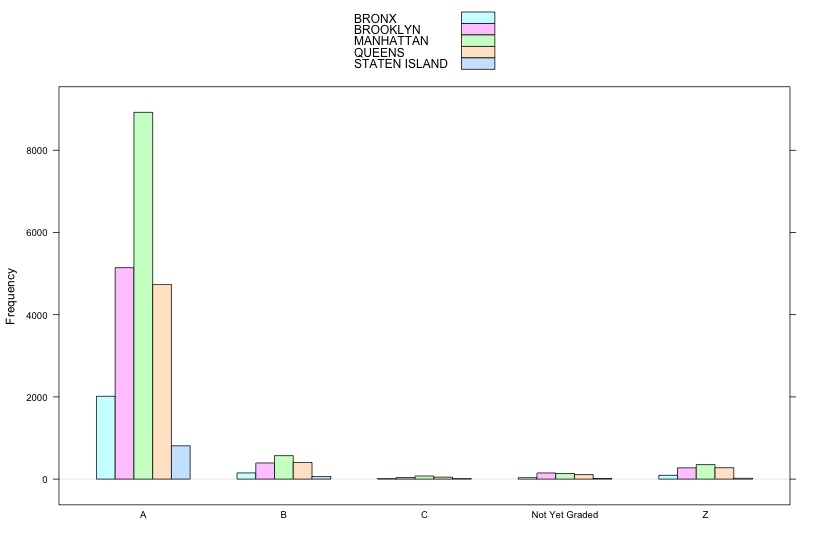 BRONX
BROOKLYN
MANHATTAN
QUEENS
STATEN ISLAND
8000
6000
4000
2000
0
Frequency
A B C Not Yet Graded Z